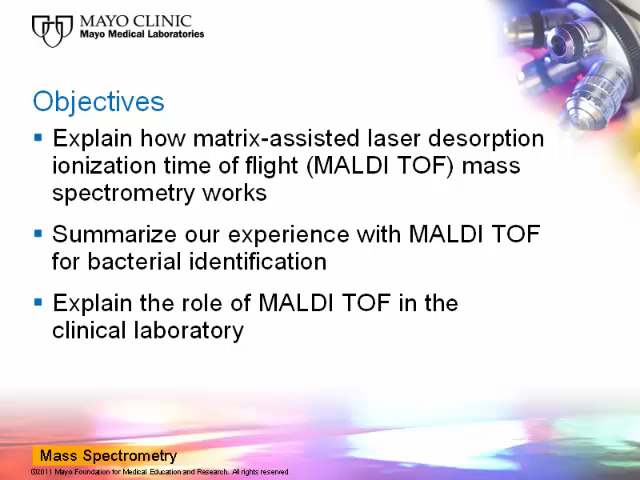 MAYO CLINIC
Mayo Medical Laboratories
Objectives
Explain how matrix-assisted laser desorption
ionization time of flight (MALDI TOF) mass
spectrometry works
Summarize our experience with MALDI TOF
for bacterial identification
Explain the role of MALDI TOF in the
clinical laboratory
Mass Spectrometry
©2011 Mayo Foundation for Medical Education and Research. All rights reserved.